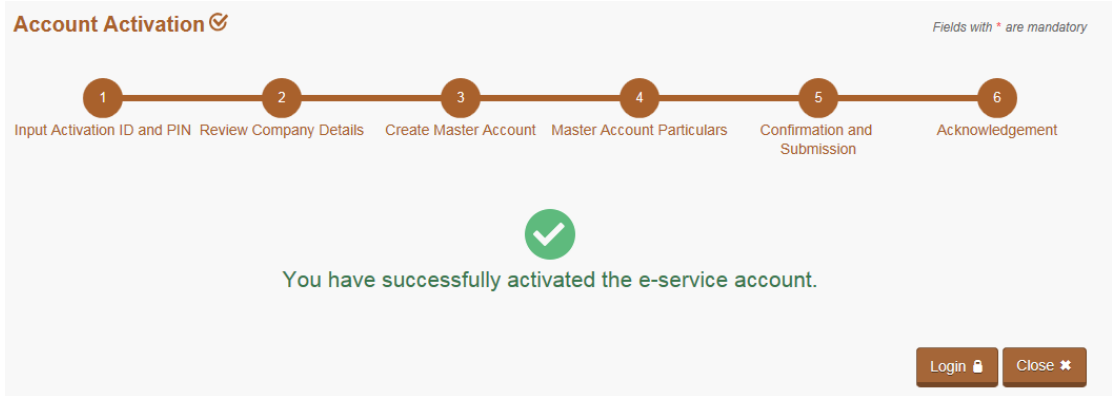 Account Activation
Fields with * are mandatory
1 2 3 4 5 6
Input Activation ID and PIN Review Company Details Create Master Account Master Account Particulars Confirmation and Acknowledgement
Submission
You have successfully activated the e-service account.
Login Close